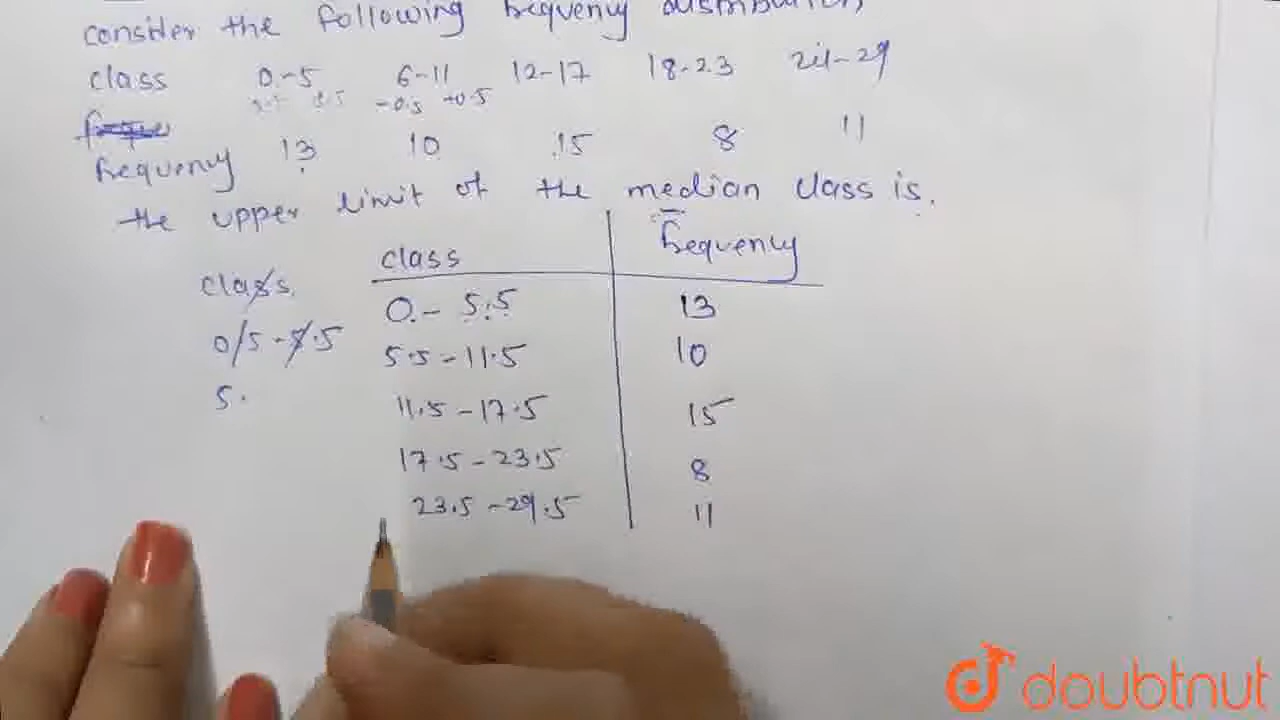 consider the following frequency distribution
class 0-5 6-11 12-17 18-23 24-29
-0.5 +0.5
frequency 13 10 15 8 11
the upper limit of the median class is.
class frequency
class
0 - 5.5 13
0/5 - 5.5
5.5 - 11.5 10
5.
11.5 - 17.5 15
17.5 - 23.5 8
23.5 - 29.5 11
doubtnut